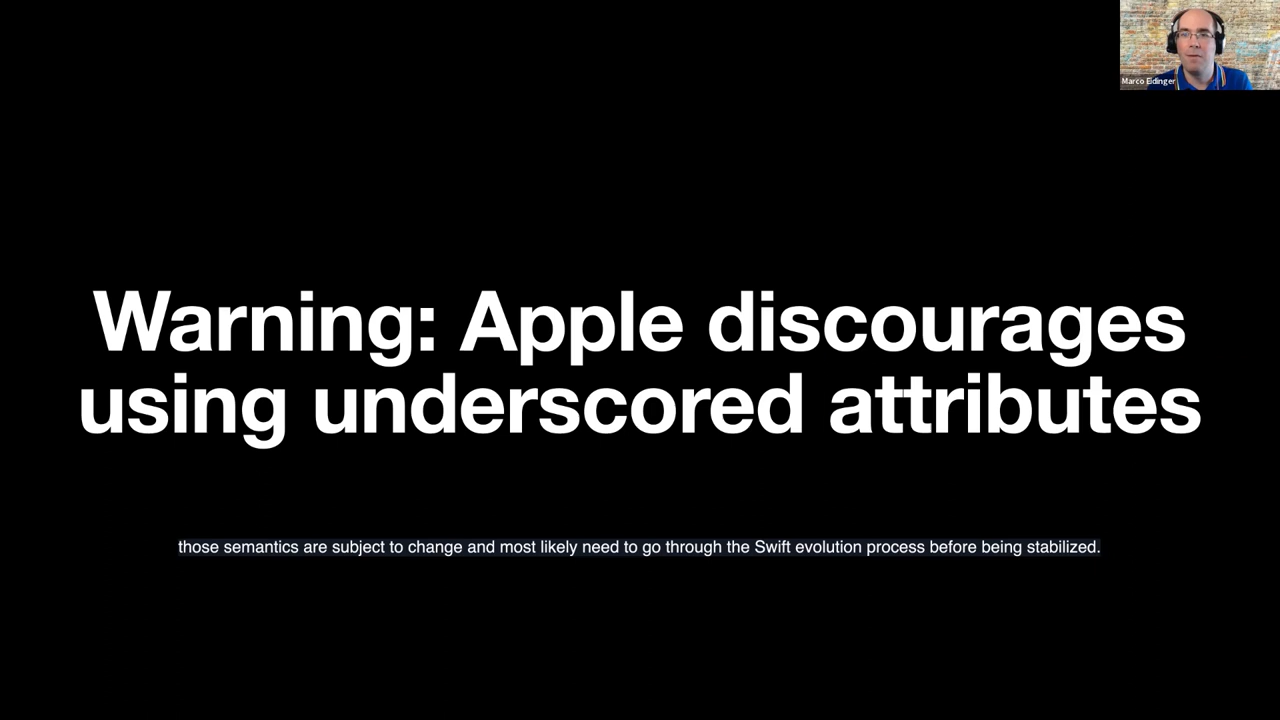 Marco Eidinger
Warning: Apple discourages
using underscored attributes
those semantics are subject to change and most likely need to go through the Swift evolution process before being stabilized.